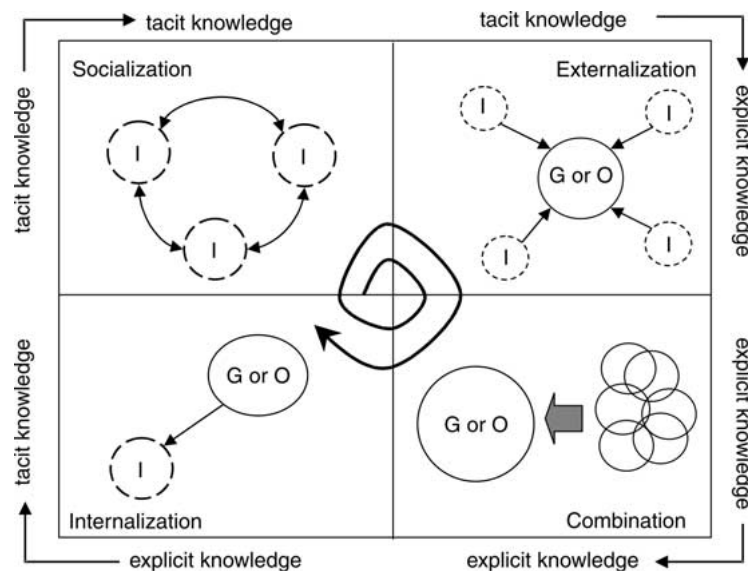 tacit knowledge
tacit knowledge
tacit knowledge
Socialization
I
I
I
Externalization
I
I
G or O
I
I
explicit knowledge
tacit knowledge
G or O
I
Internalization
G or O
Combination
explicit knowledge
explicit knowledge
explicit knowledge